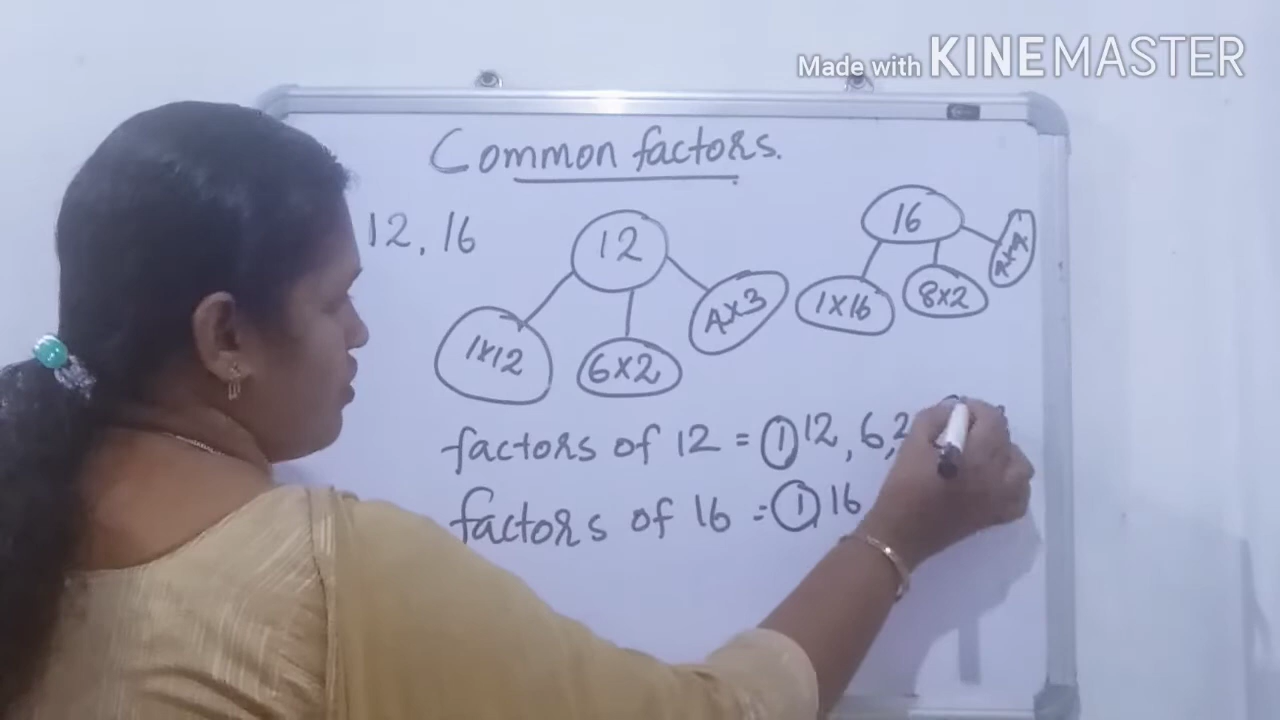 Made with KINEMASTER
Common factors.
12, 16
12
16
1x12
6x2
4x3
1x16
8x2
factors of 12 = 1 12, 6, 2
factors of 16 = 1, 16